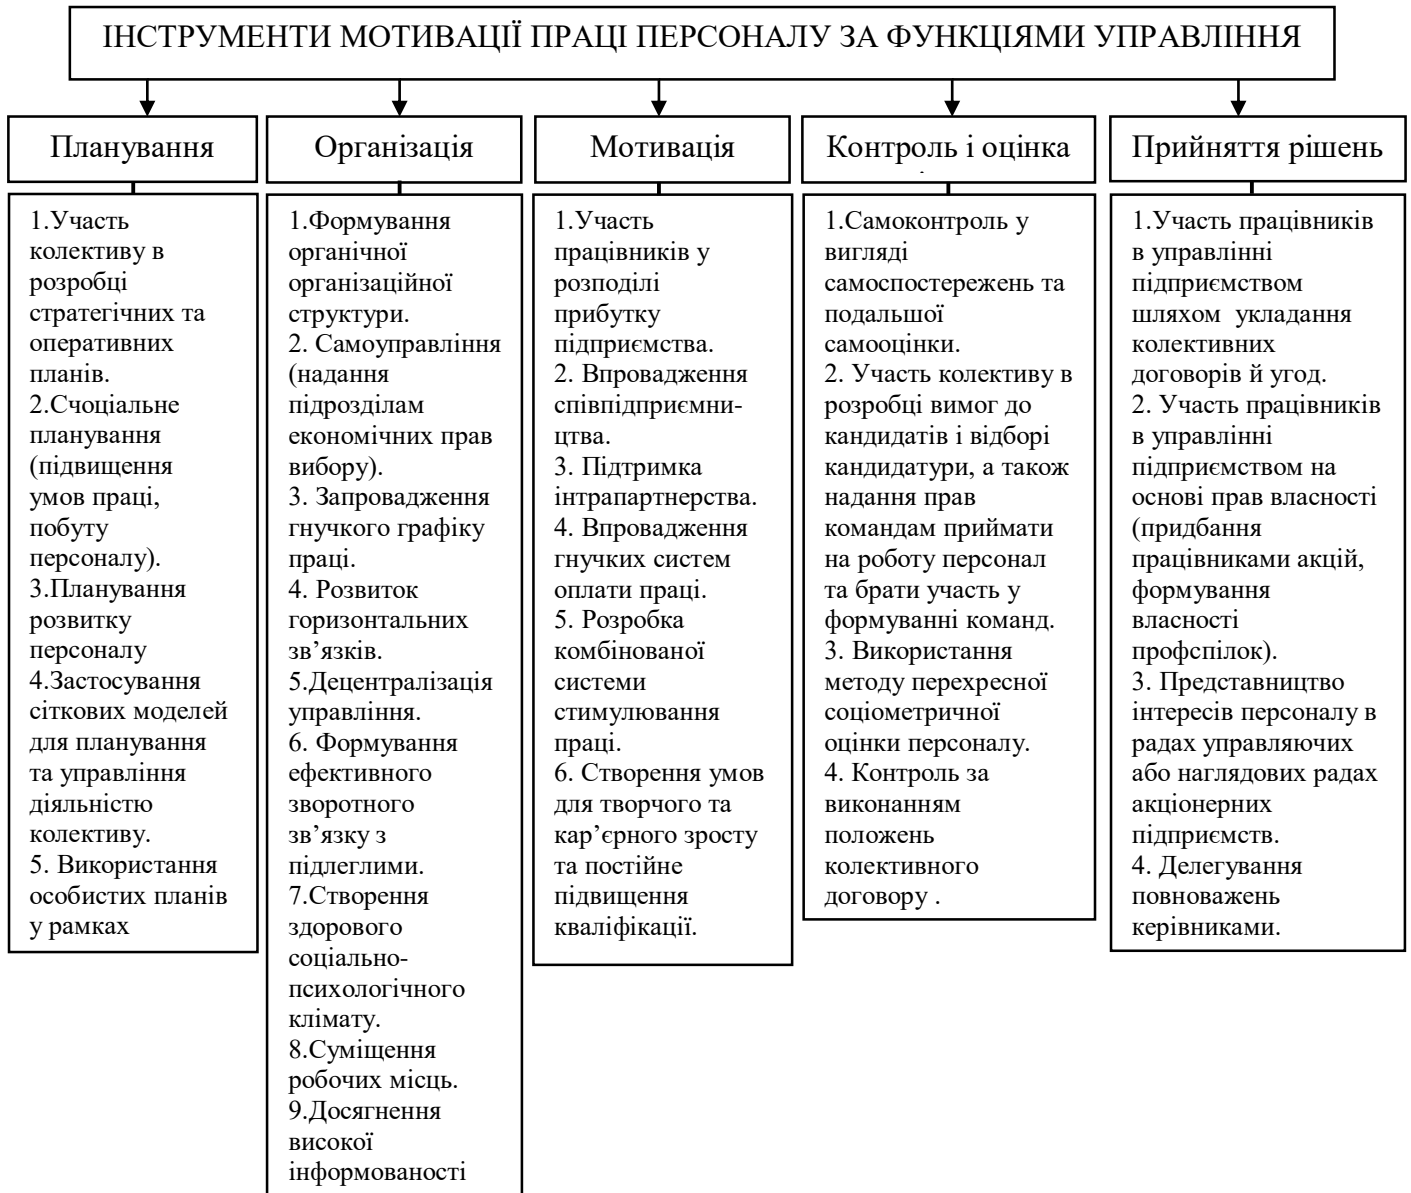 ІНСТРУМЕНТИ МОТИВАЦІЇ ПРАЦІ ПЕРСОНАЛУ ЗА ФУНКЦІЯМИ УПРАВЛІННЯ
Планування
1.Участь
колективу в
розробці
стратегічних та
оперативних
планів.
2.Счоціальне
планування
(підвищення
умов праці,
побуту
персоналу).
3.Планування
розвитку
персоналу
4.Застосування
сіткових моделей
для планування
та управління
діяльністю
колективу.
5. Використання
особистих планів
у рамках
Організація
1.Формування
органічної
організаційної
структури.
2. Самоуправління
(надання
підрозділам
економічних прав
вибору).
3. Запровадження
гнучкого графіку
праці.
4. Розвиток
горизонтальних
зв’язків.
5.Децентралізація
управління.
6. Формування
ефективного
зворотного
зв’язку з
підлеглими.
7.Створення
здорового
соціально-
психологічного
клімату.
8.Суміщення
робочих місць.
9.Досягнення
високої
інформованості
Мотивація
1.Участь
працівників у
розподілі
прибутку
підприємства.
2. Впровадження
співпідприємни-
цтва.
3. Підтримка
інтрапартнерства.
4. Впровадження
гнучких систем
оплати праці.
5. Розробка
комбінованої
системи
стимулювання
праці.
6. Створення умов
для творчого та
кар’єрного зросту
та постійне
підвищення
кваліфікації.
Контроль і оцінка
1.Самоконтроль у
вигляді
самоспостережень та
подальшої
самооцінки.
2. Участь колективу в
розробці вимог до
кандидатів і відборі
кандидатури, а також
надання прав
командам приймати
на роботу персонал
та брати участь у
формуванні команд.
3. Використання
методу перехресної
соціометричної
оцінки персоналу.
4. Контроль за
виконанням
положень
колективного
договору .
Прийняття рішень
1.Участь працівників
в управлінні
підприємством
шляхом укладання
колективних
договорів й угод.
2. Участь працівників
в управлінні
підприємством на
основі прав власності
(придбання
працівниками акцій,
формування
власності
профспілок).
3. Представництво
інтересів персоналу в
радах управляючих
або наглядових радах
акціонерних
підприємств.
4. Делегування
повноважень
керівниками.